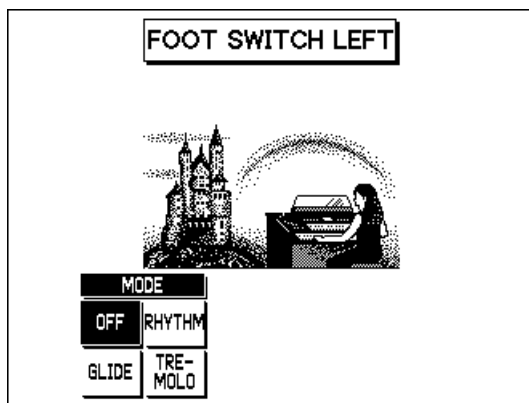 FOOT SWITCH LEFT
MODE
OFF RHYTHM
GLIDE TRE-
MOLO